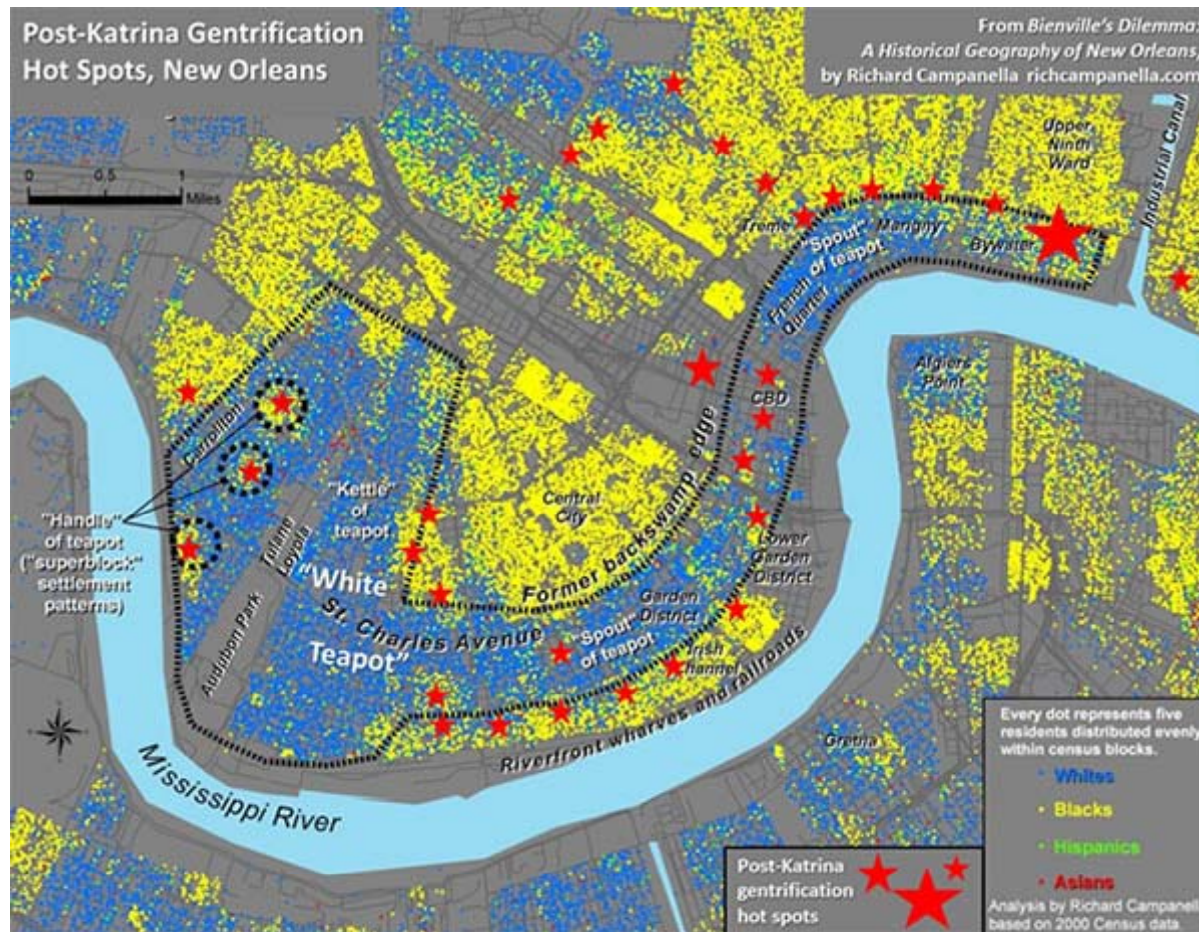 Post-Katrina Gentrification
Hot Spots, New Orleans
From Bienville's Dilemma:
A Historical Geography of New Orleans,
by Richard Campanella richcampanella.com
0 0.5 1
Miles
Upper
Ninth
Ward
Industrial Canal
Treme
"Spout"
of teapot
Marigny
Bywater
French
Quarter
Algiers
Point
CBD
Carrollton
"Handle"
of teapot
("superblock"
settlement
patterns)
"Kettle"
of teapot
Tulane
Loyola
Audubon Park
"White
Teapot"
St. Charles Avenue
Central
City
Former backswamp edge
Lower
Garden
District
Garden
District
"Spout"
of teapot
Irish
Channel
Riverfront wharves and railroads
Gretna
Mississippi River
Every dot represents five
residents distributed evenly
within census blocks.
Whites
Blacks
Hispanics
Asians
Analysis by Richard Campanell
based on 2000 Census data
Post-Katrina
gentrification
hot spots